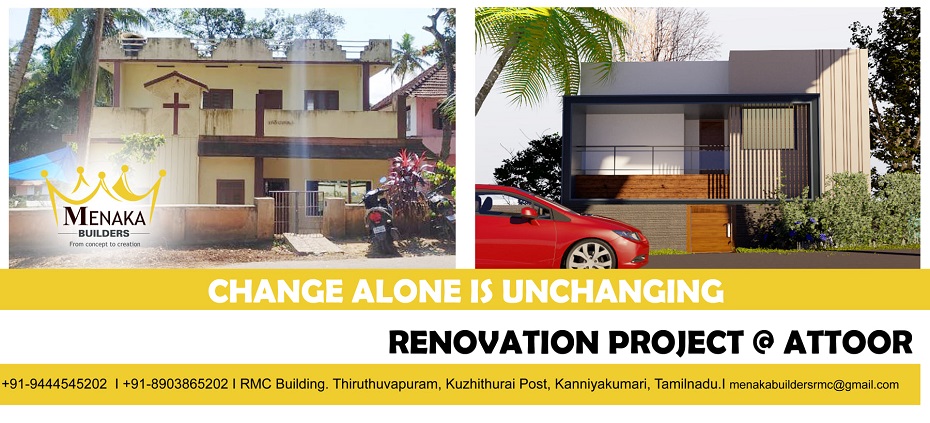 MENAKA
BUILDERS
From concept to creation
CHANGE ALONE IS UNCHANGING
RENOVATION PROJECT @ ATTOOR
+91-9444545202 I +91-8903865202 I RMC Building. Thiruthuvapuram, Kuzhithurai Post, Kanniyakumari, Tamilnadu.I menakabuildersrmc@gmail.com